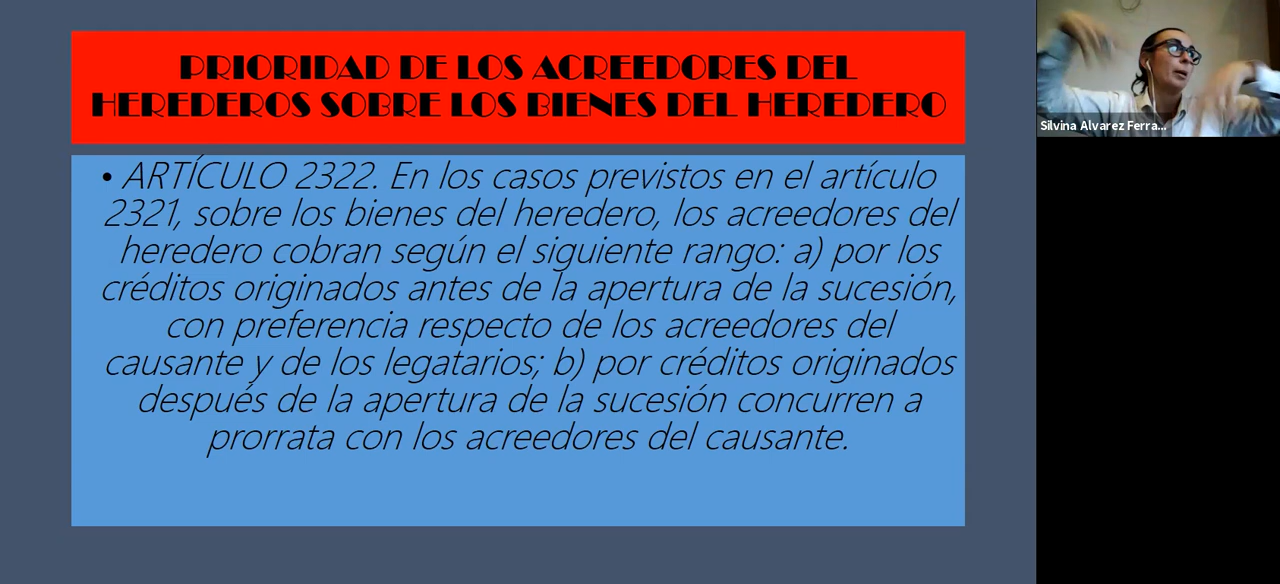 PRIORIDAD DE LOS ACREEDORES DEL
HEREDEROS SOBRE LOS BIENES DEL HEREDERO
• ARTÍCULO 2322. En los casos previstos en el artículo
2321, sobre los bienes del heredero, los acreedores del
heredero cobran según el siguiente rango: a) por los
créditos originados antes de la apertura de la sucesión,
con preferencia respecto de los acreedores del
causante y de los legatarios; b) por créditos originados
después de la apertura de la sucesión concurren a
prorrata con los acreedores del causante.
Silvina Alvarez Ferra...